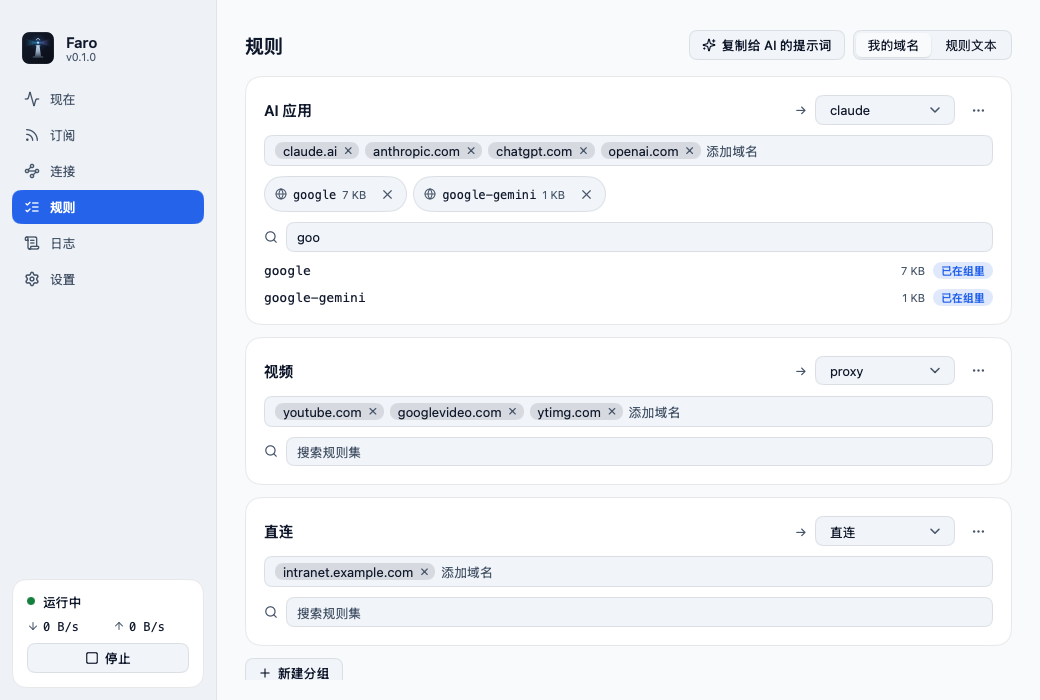 Faro
v0.1.0
现在
订阅
连接
规则
日志
设置
运行中
↓ 0 B/s ↑ 0 B/s
停止
规则
复制给 AI 的提示词 我的域名 规则文本
AI 应用 → claude ···
claude.ai × anthropic.com × chatgpt.com × openai.com × 添加域名
google 7 KB × google-gemini 1 KB ×
goo
google 7 KB 已在组里
google-gemini 1 KB 已在组里
视频 → proxy ···
youtube.com × googlevideo.com × ytimg.com × 添加域名
搜索规则集
直连 → 直连 ···
intranet.example.com × 添加域名
搜索规则集
+ 新建分组